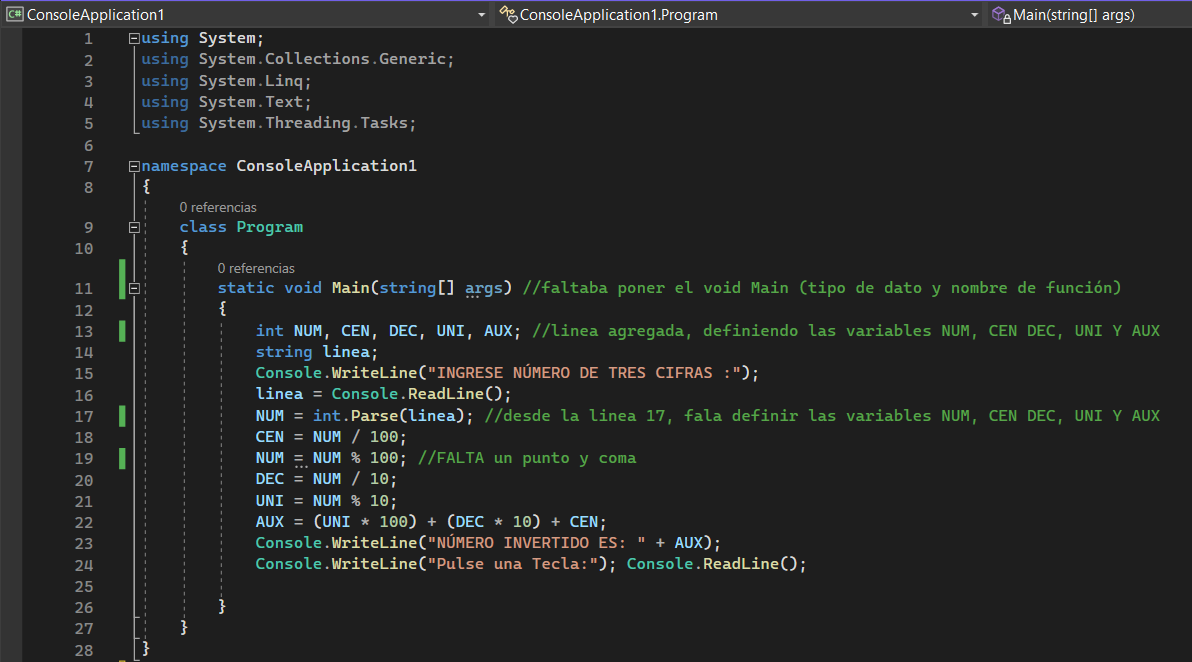 C# ConsoleApplication1 ConsoleApplication1.Program Main(string[] args)
1 using System;
2 using System.Collections.Generic;
3 using System.Linq;
4 using System.Text;
5 using System.Threading.Tasks;
6
7 namespace ConsoleApplication1
8 {
0 referencias
9 class Program
10 {
0 referencias
11 static void Main(string[] args) //faltaba poner el void Main (tipo de dato y nombre de función)
12 {
13 int NUM, CEN, DEC, UNI, AUX; //linea agregada, definiendo las variables NUM, CEN DEC, UNI Y AUX
14 string linea;
15 Console.WriteLine("INGRESE NÚMERO DE TRES CIFRAS :");
16 linea = Console.ReadLine();
17 NUM = int.Parse(linea); //desde la linea 17, fala definir las variables NUM, CEN DEC, UNI Y AUX
18 CEN = NUM / 100;
19 NUM = NUM % 100; //FALTA un punto y coma
20 DEC = NUM / 10;
21 UNI = NUM % 10;
22 AUX = (UNI * 100) + (DEC * 10) + CEN;
23 Console.WriteLine("NÚMERO INVERTIDO ES: " + AUX);
24 Console.WriteLine("Pulse una Tecla:"); Console.ReadLine();
25
26 }
27 }
28 }